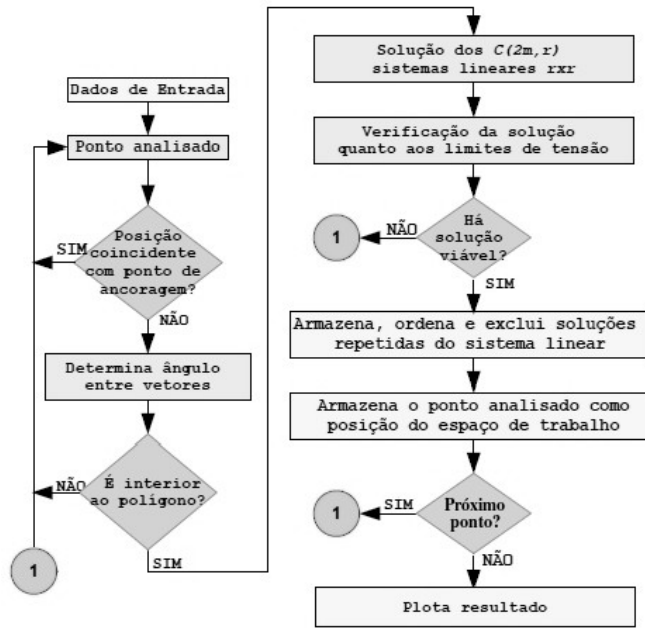 Dados de Entrada
Ponto analisado
SIM
Posição
coincidente
com ponto de
ancoragem?
NÃO
Determina ângulo
entre vetores
NÃO
É interior
ao polígono?
1
SIM
Solução dos C(2m,r)
sistemas lineares rxr
Verificação da solução
quanto aos limites de tensão
1
NÃO
Há
solução
viável?
SIM
Armazena, ordena e exclui soluções
repetidas do sistema linear
Armazena o ponto analisado como
posição do espaço de trabalho
1
SIM
Próximo
ponto?
NÃO
Plota resultado